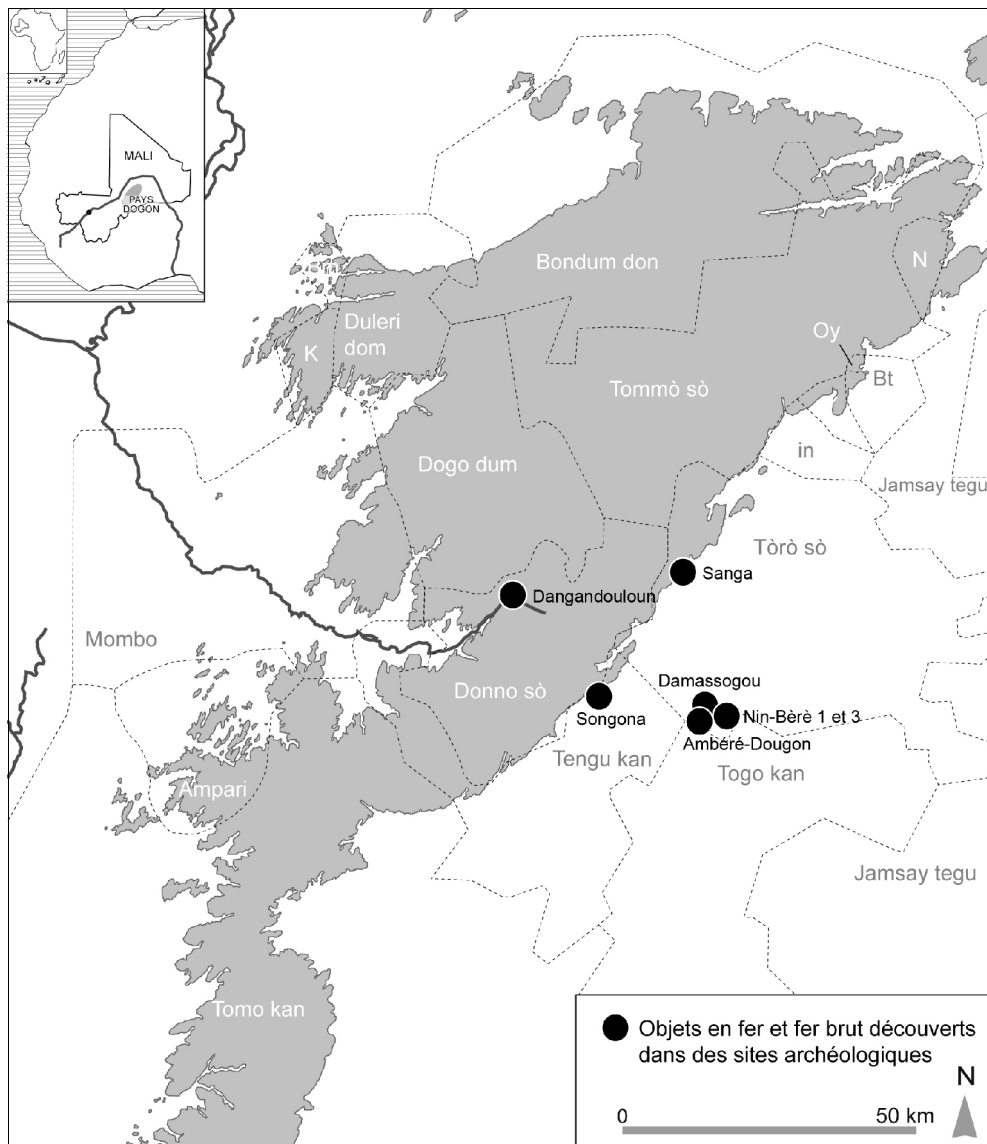 MALI
PAYS
DOGON
Bondum don
N
Duleri
dom
K
Oy
Bt
Tommò sò
Dogo dum
in
Jamsay tegu
Tòrò sò
Sanga
Dangandouloun
Mombo
Donno sò
Damassogou
Songona
Nin-Bèrè 1 et 3
Ambéré-Dougon
Tengu kan
Togo kan
Ampari
Jamsay tegu
Tomo kan
Objets en fer et fer brut découverts
dans des sites archéologiques
N
0
50 km